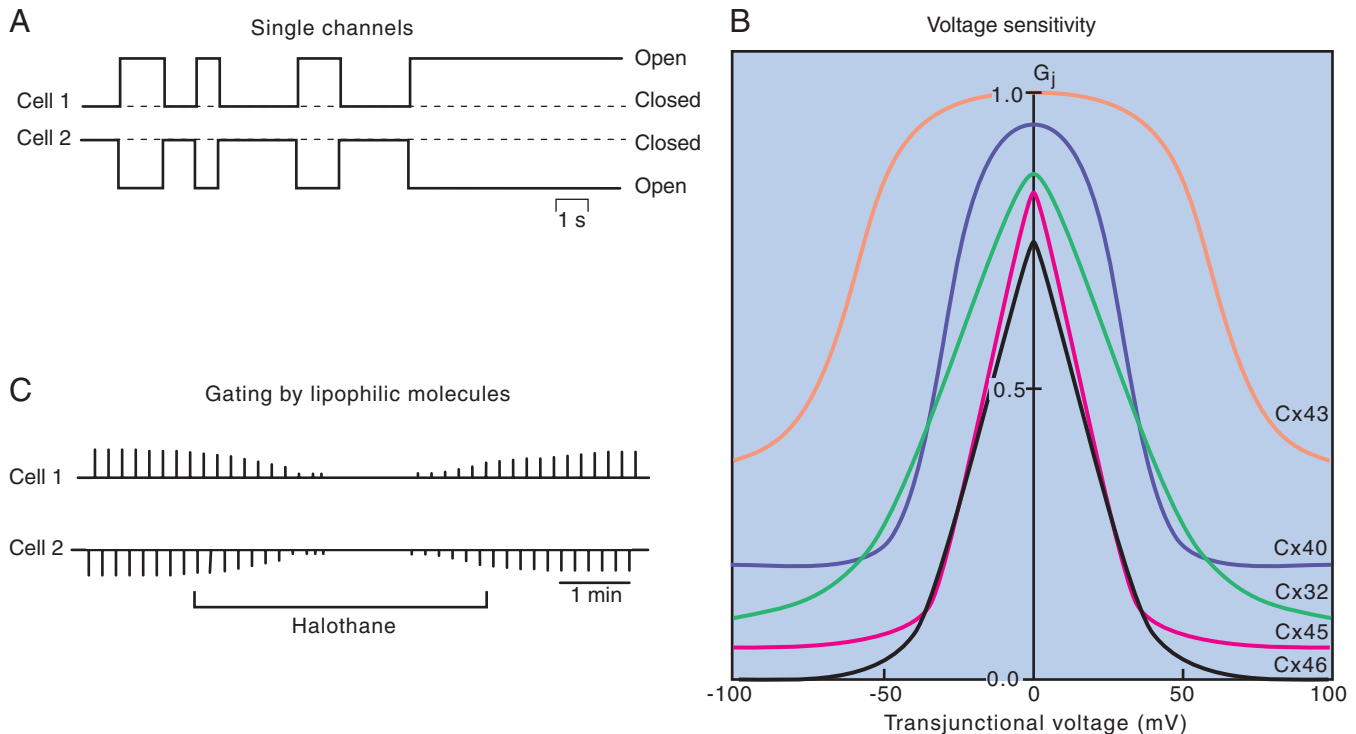 A
Single channels
Open
Cell 1
Closed
Cell 2
Closed
Open
1 s
B
Voltage sensitivity
Gj
1.0
0.5
0.0
Cx43
Cx40
Cx32
Cx45
Cx46
-100
-50
0
50
100
Transjunctional voltage (mV)
C
Gating by lipophilic molecules
Cell 1
Cell 2
1 min
Halothane